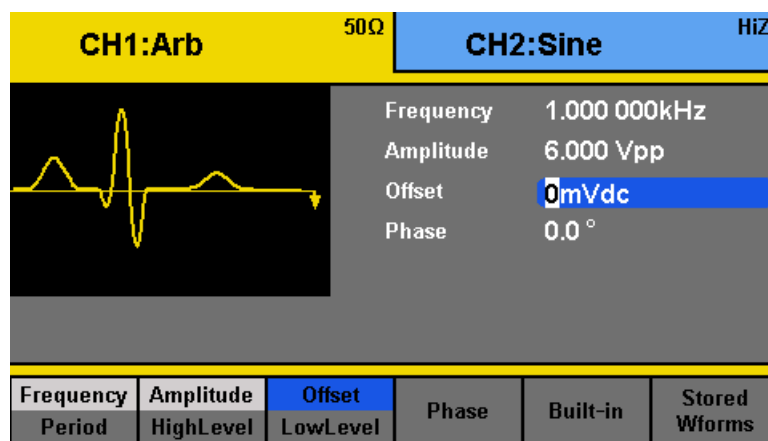 CH1:Arb 50Ω CH2:Sine HiZ
Frequency 1.000 000kHz
Amplitude 6.000 Vpp
Offset 0mVdc
Phase 0.0 °
Frequency Amplitude Offset Phase Built-in Stored
Period HighLevel LowLevel Wforms